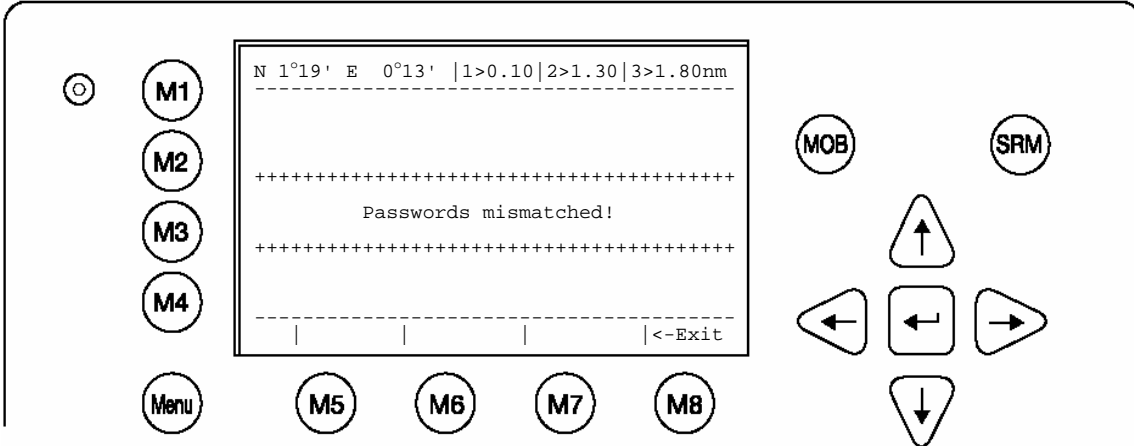 N 1°19' E 0°13' |1>0.10|2>1.30|3>1.80nm
----------------------------------------
++++++++++++++++++++++++++++++++++++++++
Passwords mismatched!
++++++++++++++++++++++++++++++++++++++++
----------------------------------------
| | | |<-Exit
M1
M2
M3
M4
Menu
M5
M6
M7
M8
MOB
SRM